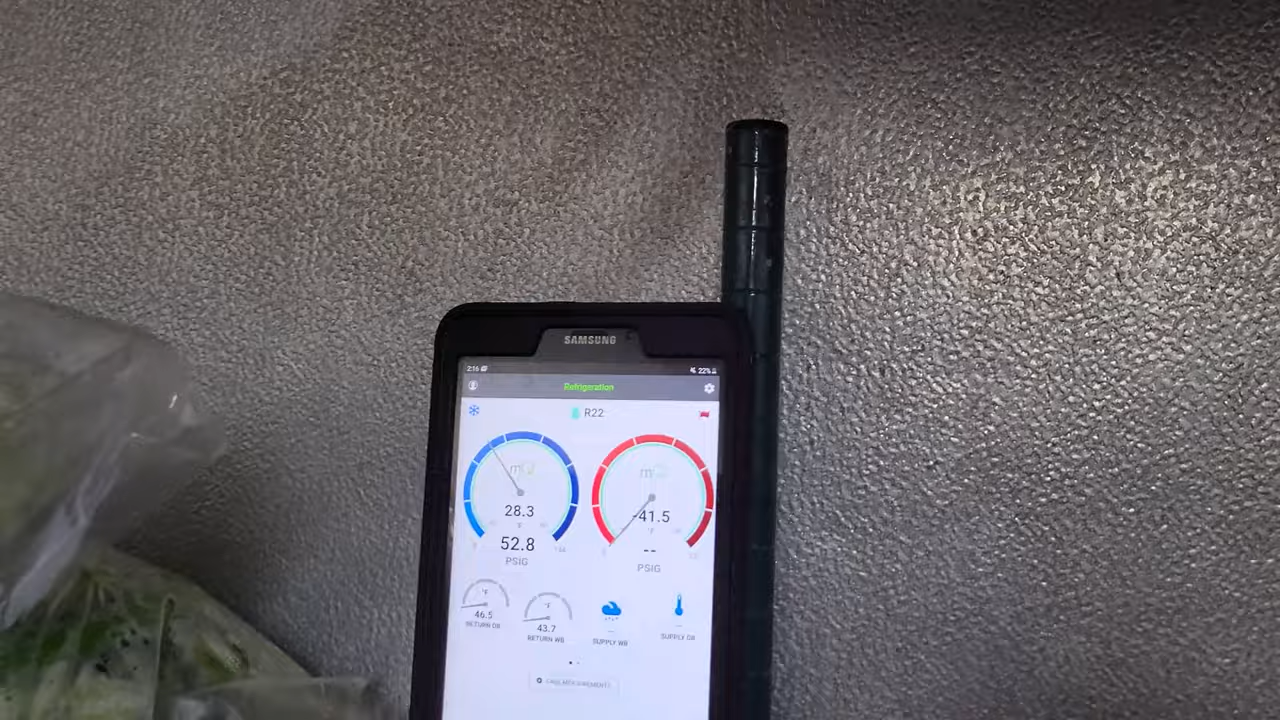 SAMSUNG
2:16 22%
Refrigeration
R22
28.3 -41.5
°F °F
52.8 --
PSIG PSIG
°F °F
46.5 43.7
RETURN DB RETURN WB SUPPLY WB SUPPLY DB